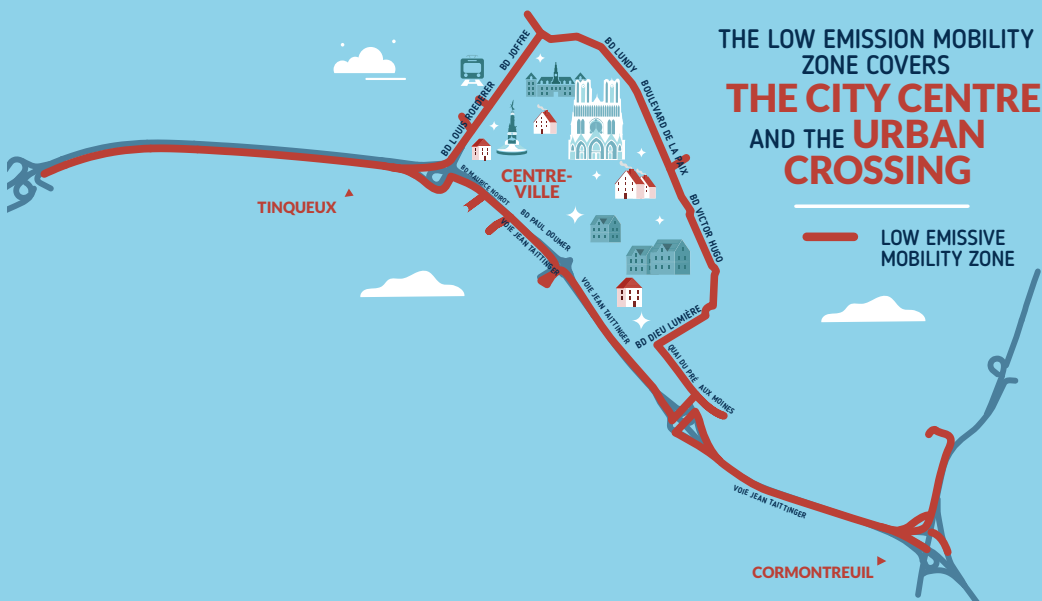 THE LOW EMISSION MOBILITY
ZONE COVERS
THE CITY CENTRE
AND THE URBAN
CROSSING
LOW EMISSIVE
MOBILITY ZONE
BD JOFFRE
BD LUNDY
BD LOUIS ROEDERER
BOULEVARD DE LA PAIX
CENTRE-
VILLE
BD MAURICE NOIROT
TINQUEUX
BD PAUL DOUMER
VOIE JEAN TAITTINGER
BD VICTOR HUGO
VOIE JEAN TAITTINGER
BD DIEU LUMIÈRE
QUAI DU PRÉ AUX MOINES
VOIE JEAN TAITTINGER
CORMONTREUIL